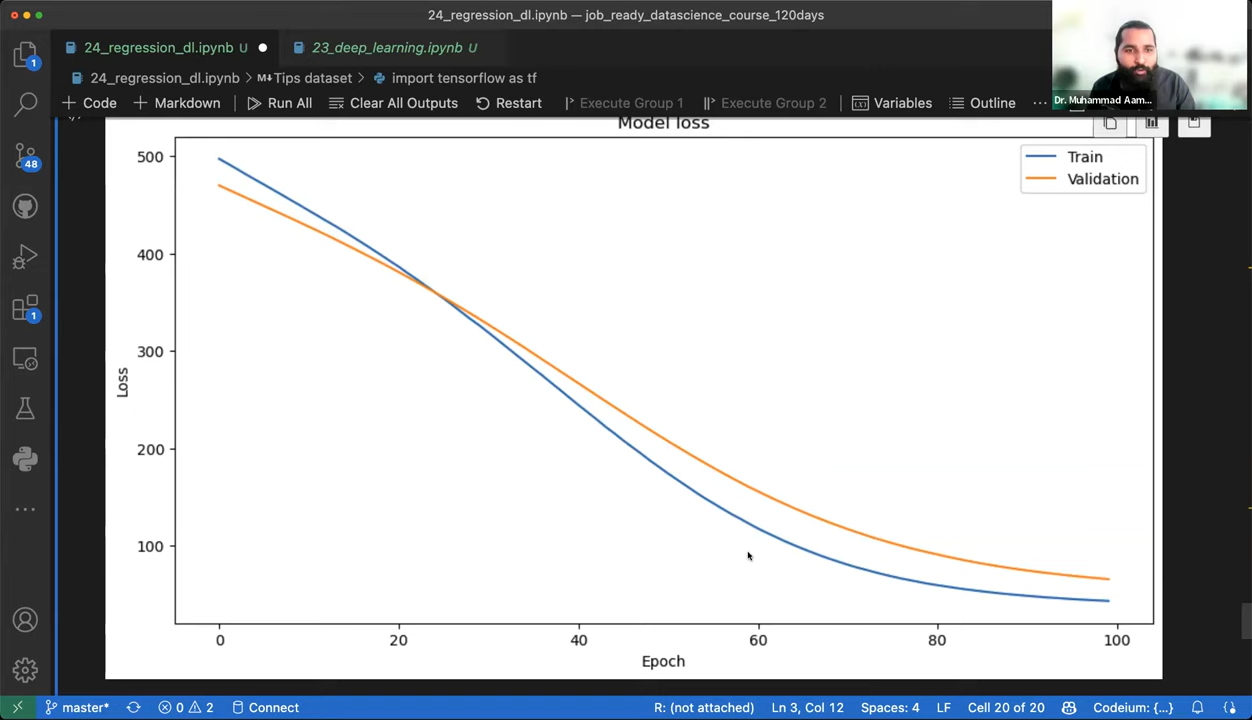 24_regression_dl.ipynb — job_ready_datascience_course_120days
24_regression_dl.ipynb U 23_deep_learning.ipynb U
24_regression_dl.ipynb > M↓Tips dataset > import tensorflow as tf
Dr. Muhammad Aam...
+ Code + Markdown Run All Clear All Outputs Restart Execute Group 1 Execute Group 2 Variables Outline ...
Model loss
Train
Validation
500
400
300
200
100
Loss
0 20 40 60 80 100
Epoch
1
48
1
master* 0 2 Connect R: (not attached) Ln 3, Col 12 Spaces: 4 LF Cell 20 of 20 Codeium: {...}